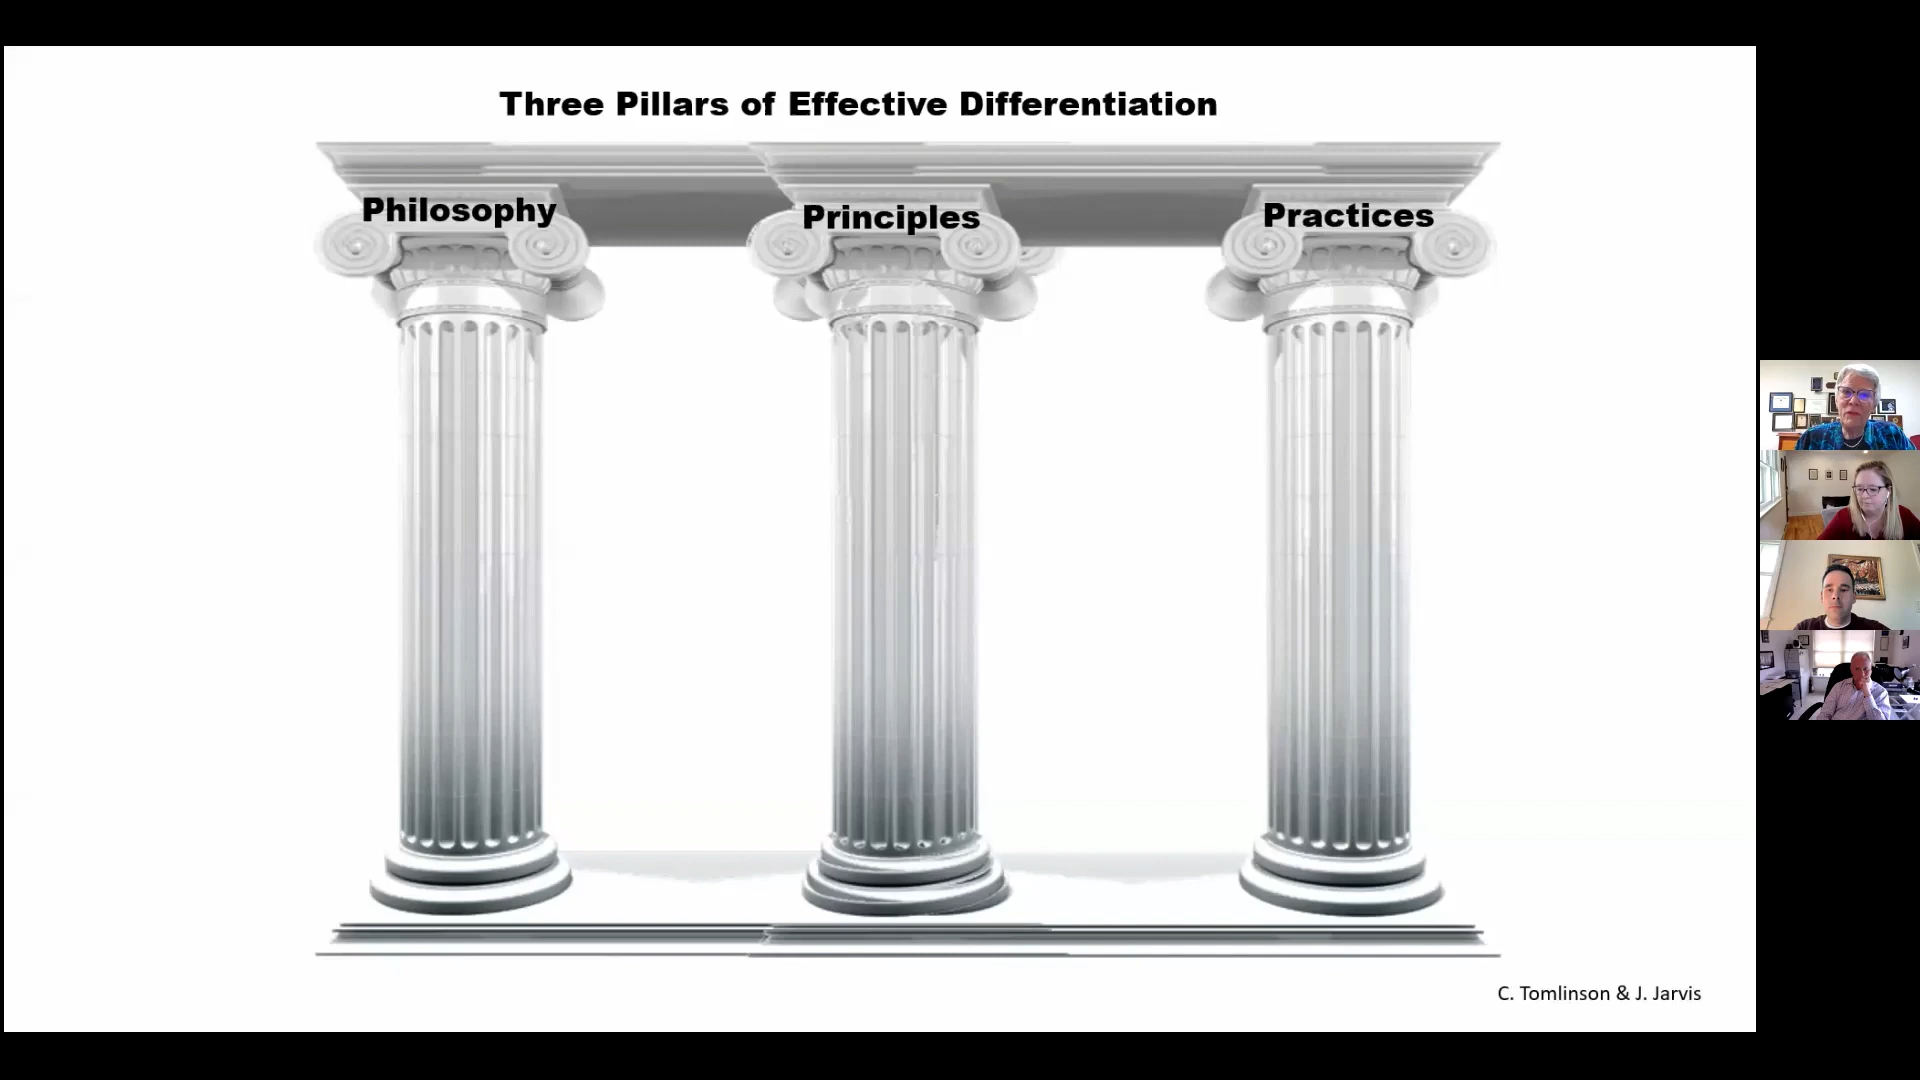 Three Pillars of Effective Differentiation
Philosophy
Principles
Practices
C. Tomlinson & J. Jarvis